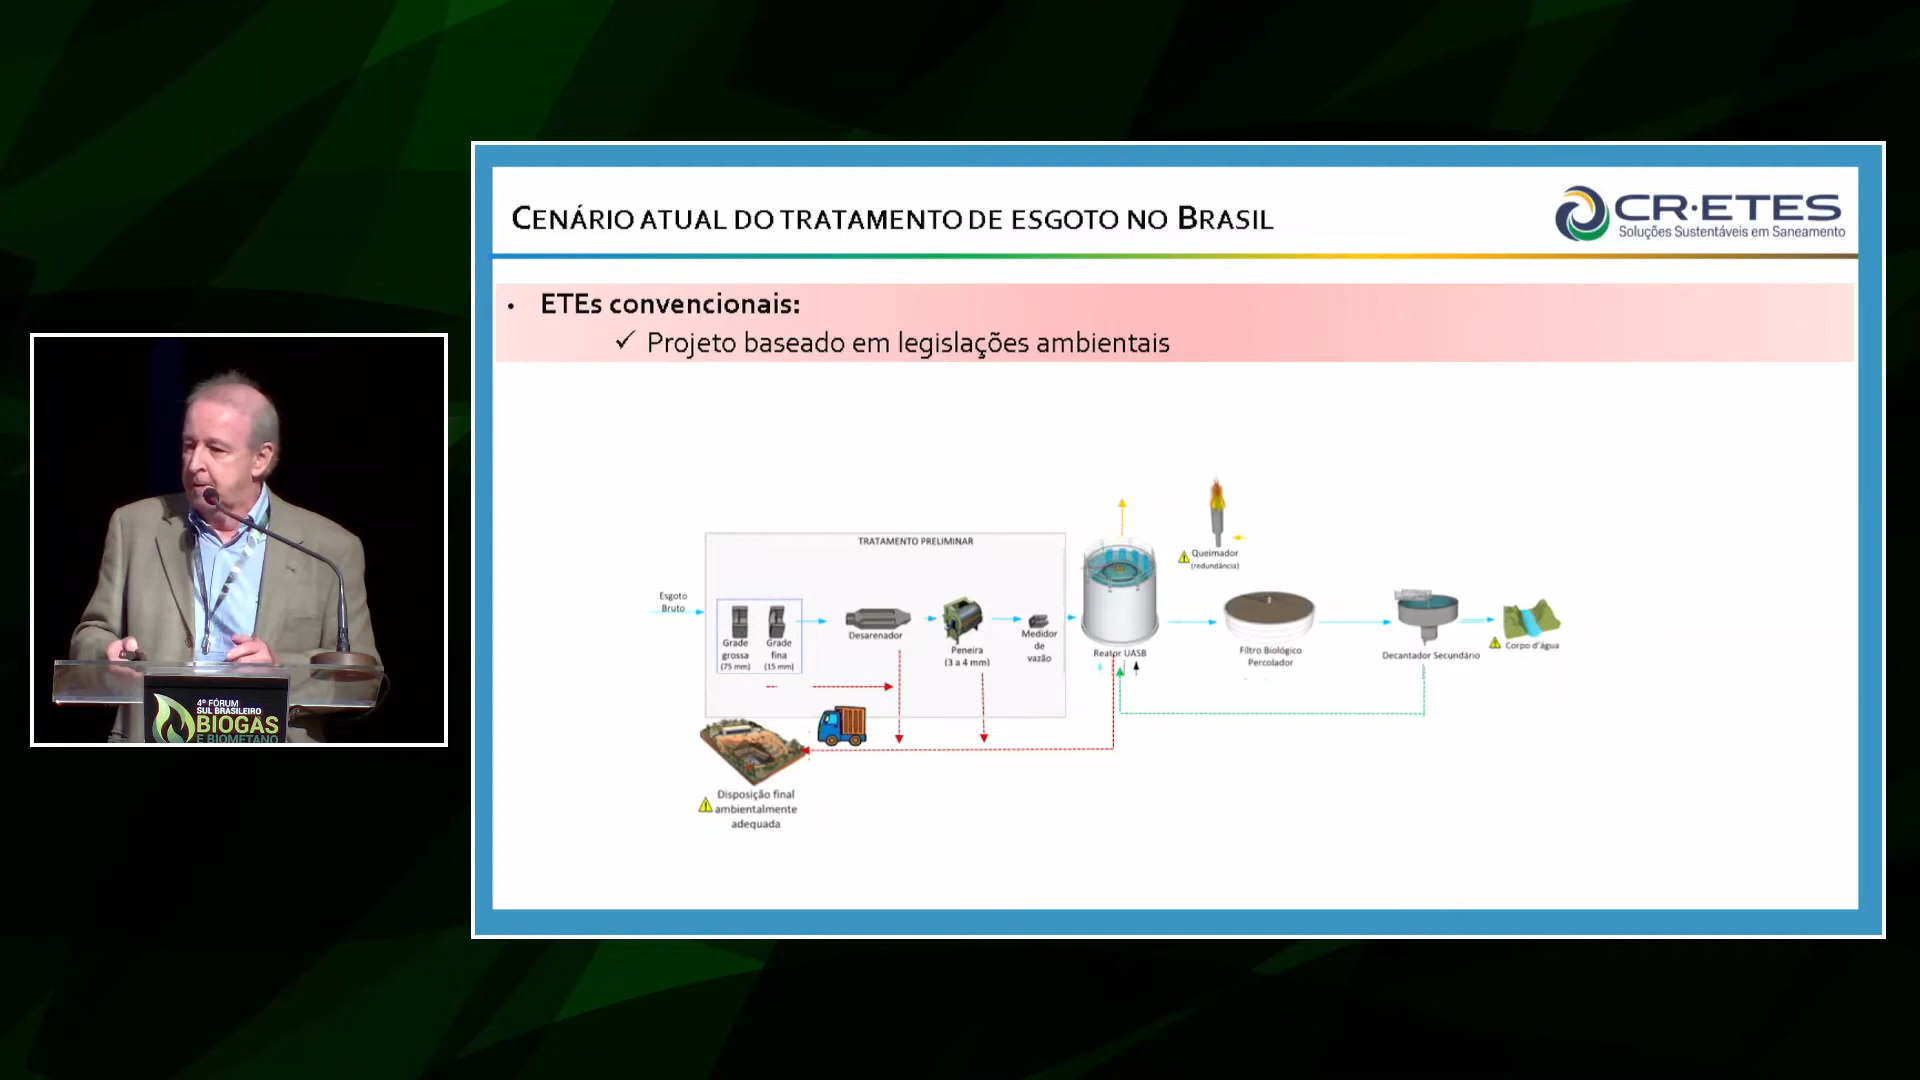 CENÁRIO ATUAL DO TRATAMENTO DE ESGOTO NO BRASIL
CR·ETES
Soluções Sustentáveis em Saneamento
• ETEs convencionais:
✓ Projeto baseado em legislações ambientais
TRATAMENTO PRELIMINAR
Queimador
(redundância)
Esgoto
Bruto
Grade
grossa
(75 mm)
Grade
fina
(15 mm)
Desarenador
Peneira
(3 a 4 mm)
Medidor
de
vazão
Reator UASB
Filtro Biológico
Percolador
Decantador Secundário
Corpo d'água
Disposição final
ambientalmente
adequada
4º FÓRUM
SUL BRASILEIRO
BIOGÁS
E BIOMETANO